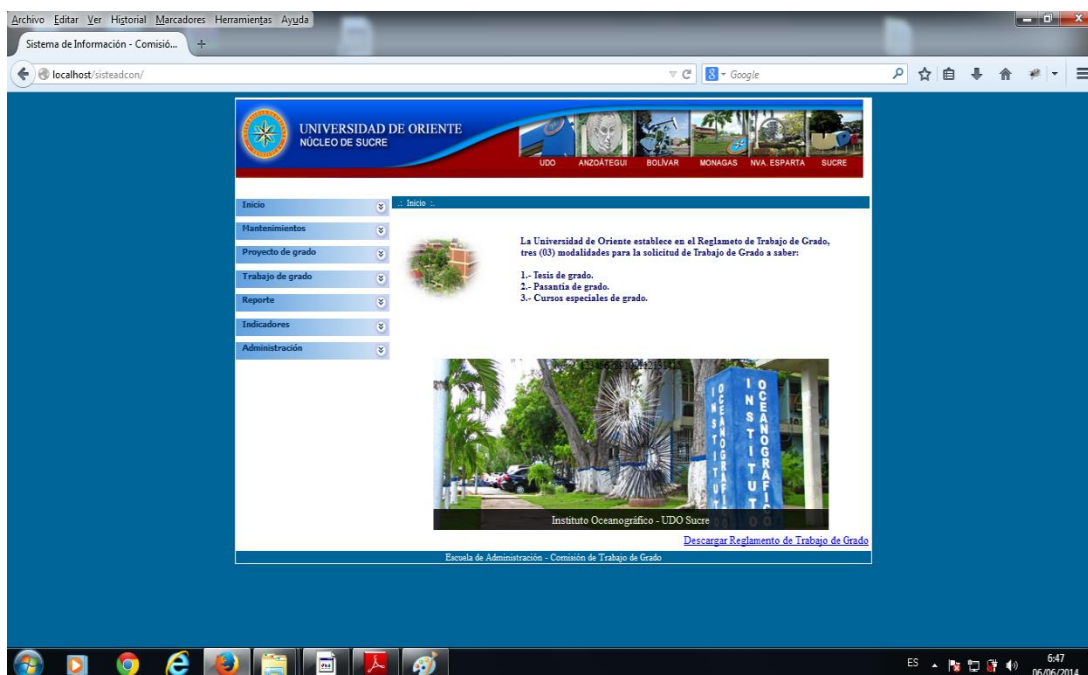 Archivo Editar Ver Historial Marcadores Herramientas Ayuda
Sistema de Información - Comisió...
localhost/sisteadcon/
Google
UNIVERSIDAD DE ORIENTE
NÚCLEO DE SUCRE
UDO ANZOÁTEGUI BOLÍVAR MONAGAS NVA. ESPARTA SUCRE
Inicio
Mantenimientos
Proyecto de grado
Trabajo de grado
Reporte
Indicadores
Administración
.: Inicio :.
La Universidad de Oriente establece en el Reglameto de Trabajo de Grado,
tres (03) modalidades para la solicitud de Trabajo de Grado a saber:
1.- Tesis de grado.
2.- Pasantía de grado.
3.- Cursos especiales de grado.
INSTITUTO
OCEANOGRAFICO
INSTITUT
OCEANOGRAFICO
Instituto Oceanográfico - UDO Sucre
Descargar Reglamento de Trabajo de Grado
Escuela de Administración - Comisión de Trabajo de Grado
ES
6:47
06/06/2014